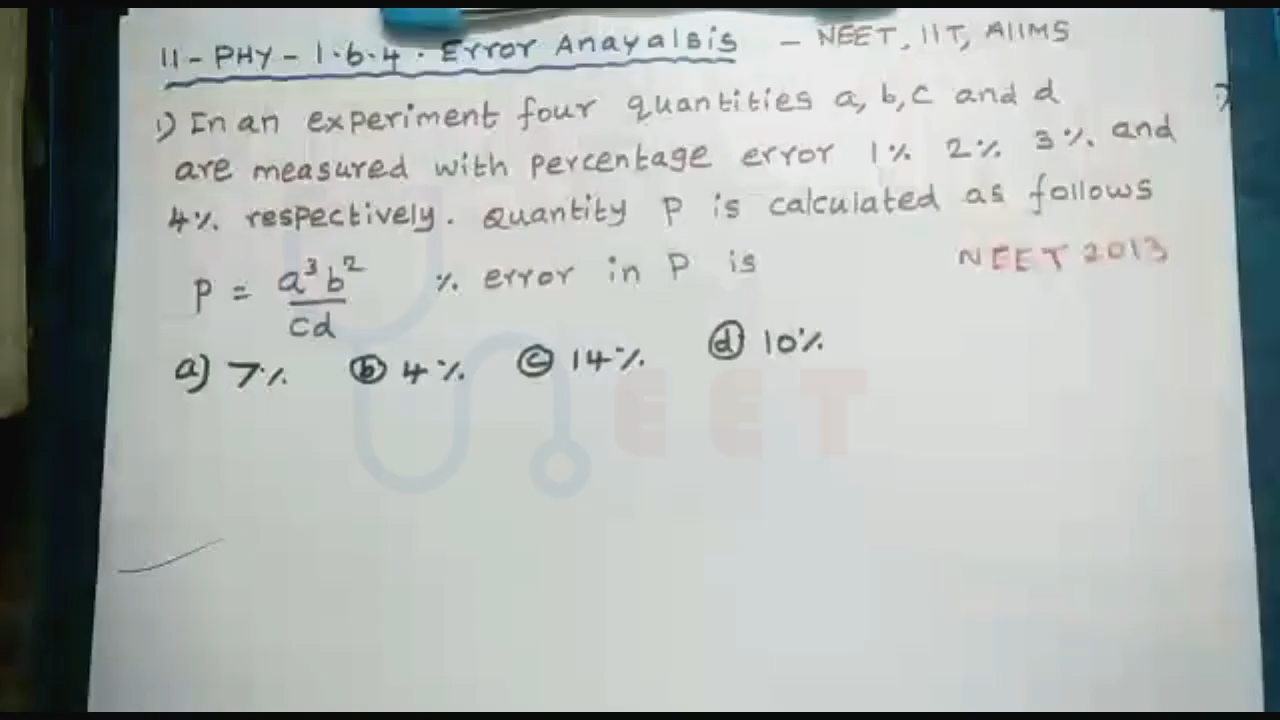 11 - PHY - 1.6.4. Error Anayalsis - NEET, IIT, AIIMS
1) In an experiment four quantities a, b, c and d
are measured with percentage error 1% 2% 3% and
4% respectively. Quantity P is calculated as follows
P = a³b²/cd % error in P is NEET 2013
a) 7% b) 4% c) 14% d) 10%
EET